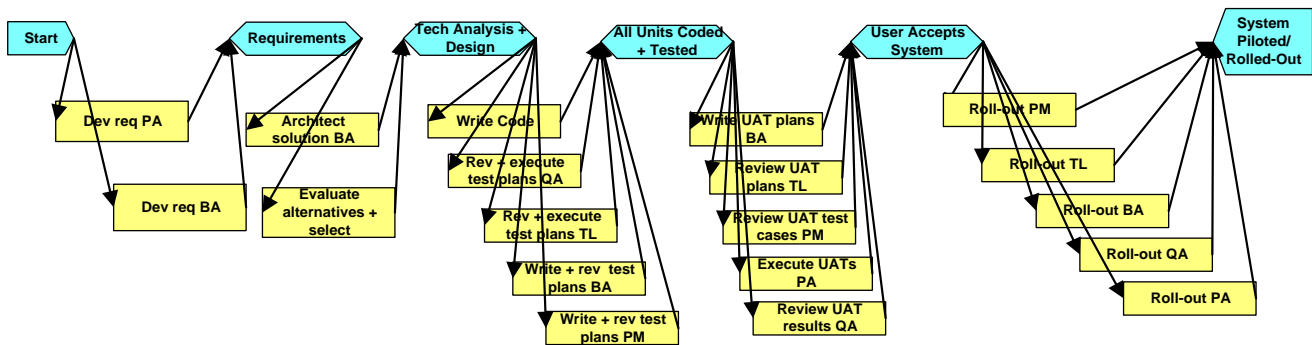 Start
Requirements
Tech Analysis +
Design
All Units Coded
+ Tested
User Accepts
System
System
Piloted/
Rolled-Out
Dev req PA
Dev req BA
Architect
solution BA
Evaluate
alternatives +
select
Write Code
Rev + execute
test plans QA
Rev + execute
test plans TL
Write + rev test
plans BA
Write + rev test
plans PM
Write UAT plans
BA
Review UAT
plans TL
Review UAT test
cases PM
Execute UATs
PA
Review UAT
results QA
Roll-out PM
Roll-out TL
Roll-out BA
Roll-out QA
Roll-out PA